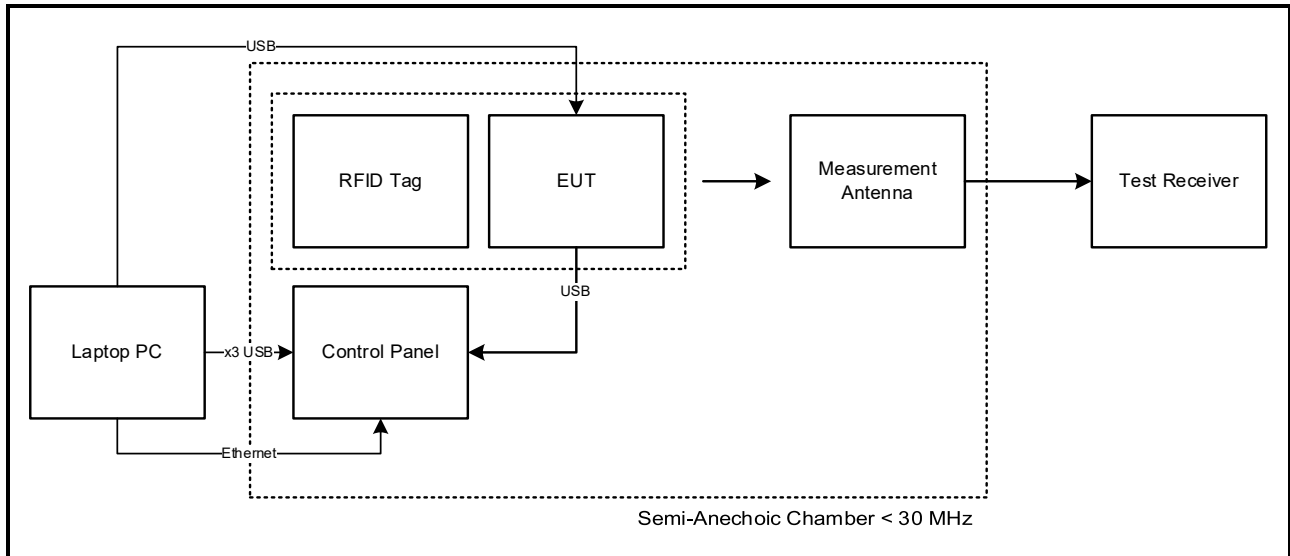 USB
RFID Tag
EUT
Measurement
Antenna
Test Receiver
USB
Laptop PC
x3 USB
Control Panel
Ethernet
Semi-Anechoic Chamber < 30 MHz